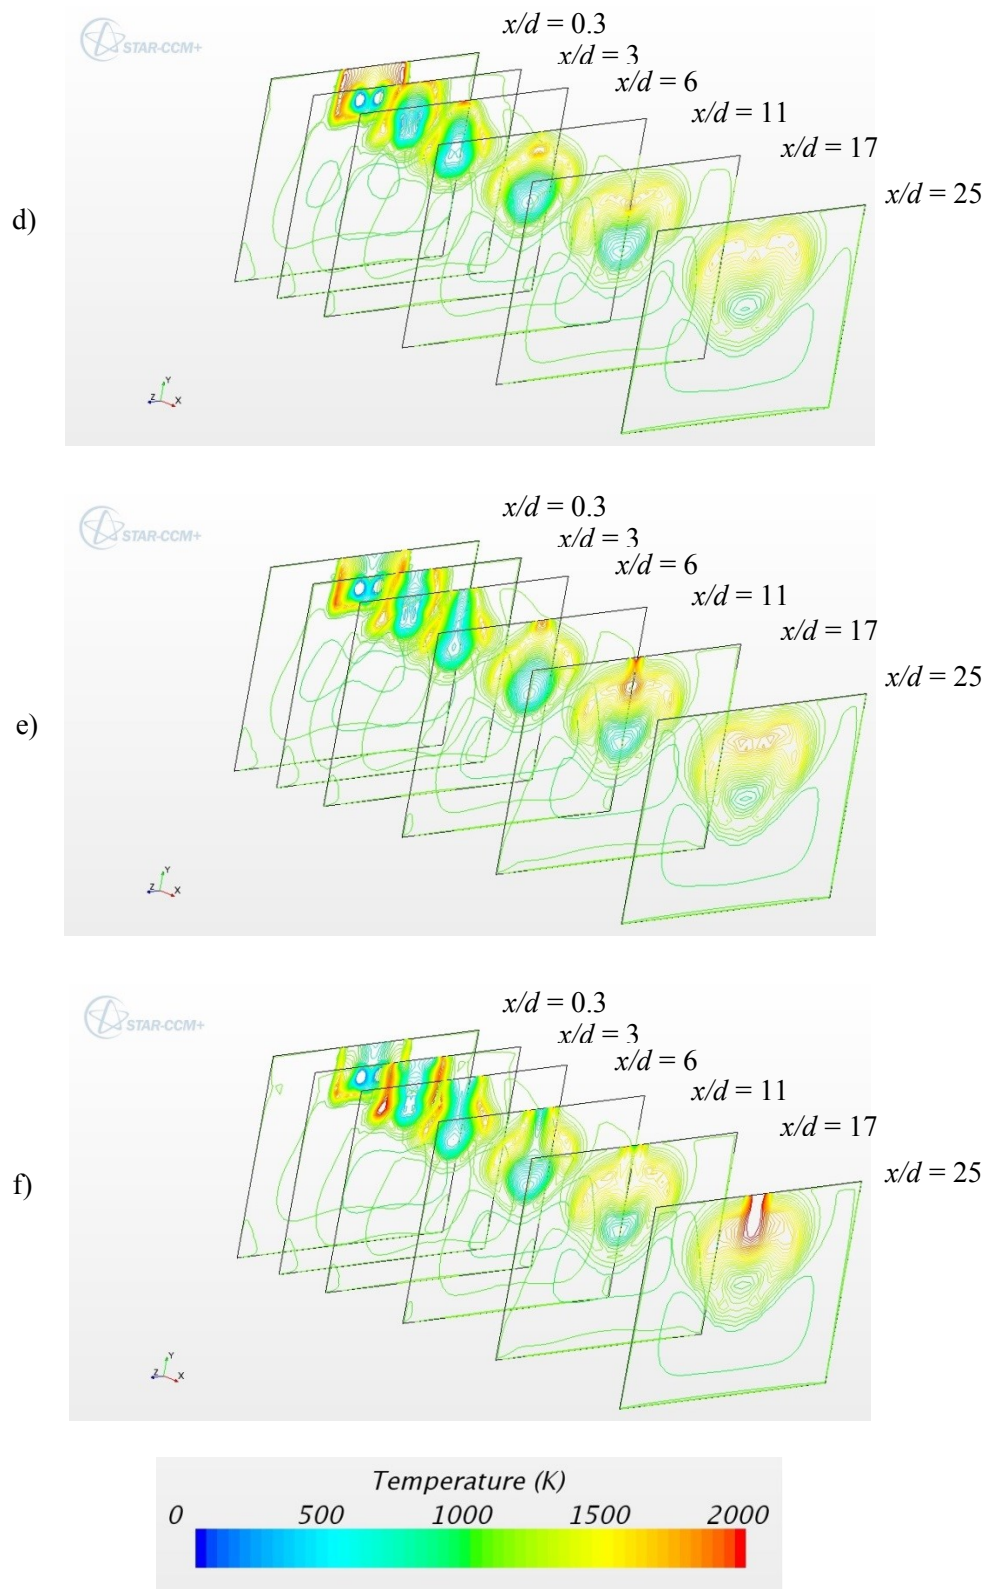 STAR-CCM+
x/d = 0.3
x/d = 3
x/d = 6
x/d = 11
x/d = 17
x/d = 25
d)
Y
Z X
STAR-CCM+
x/d = 0.3
x/d = 3
x/d = 6
x/d = 11
x/d = 17
x/d = 25
e)
Y
Z X
STAR-CCM+
x/d = 0.3
x/d = 3
x/d = 6
x/d = 11
x/d = 17
x/d = 25
f)
Y
Z X
Temperature (K)
0 500 1000 1500 2000